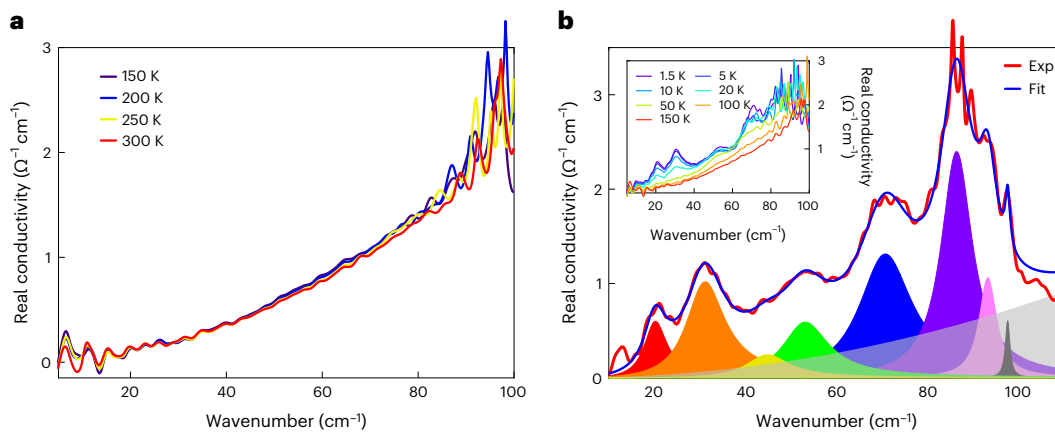 a
3
2
1
0
20
40
60
80
100
Real conductivity (Ω⁻¹ cm⁻¹)
Wavenumber (cm⁻¹)
150 K
200 K
250 K
300 K
b
3
2
1
0
20
40
60
80
100
Real conductivity (Ω⁻¹ cm⁻¹)
Wavenumber (cm⁻¹)
Exp
Fit
1.5 K
5 K
10 K
20 K
50 K
100 K
150 K
3
2
1
20
40
60
80
100
Real conductivity
(Ω⁻¹ cm⁻¹)
Wavenumber (cm⁻¹)